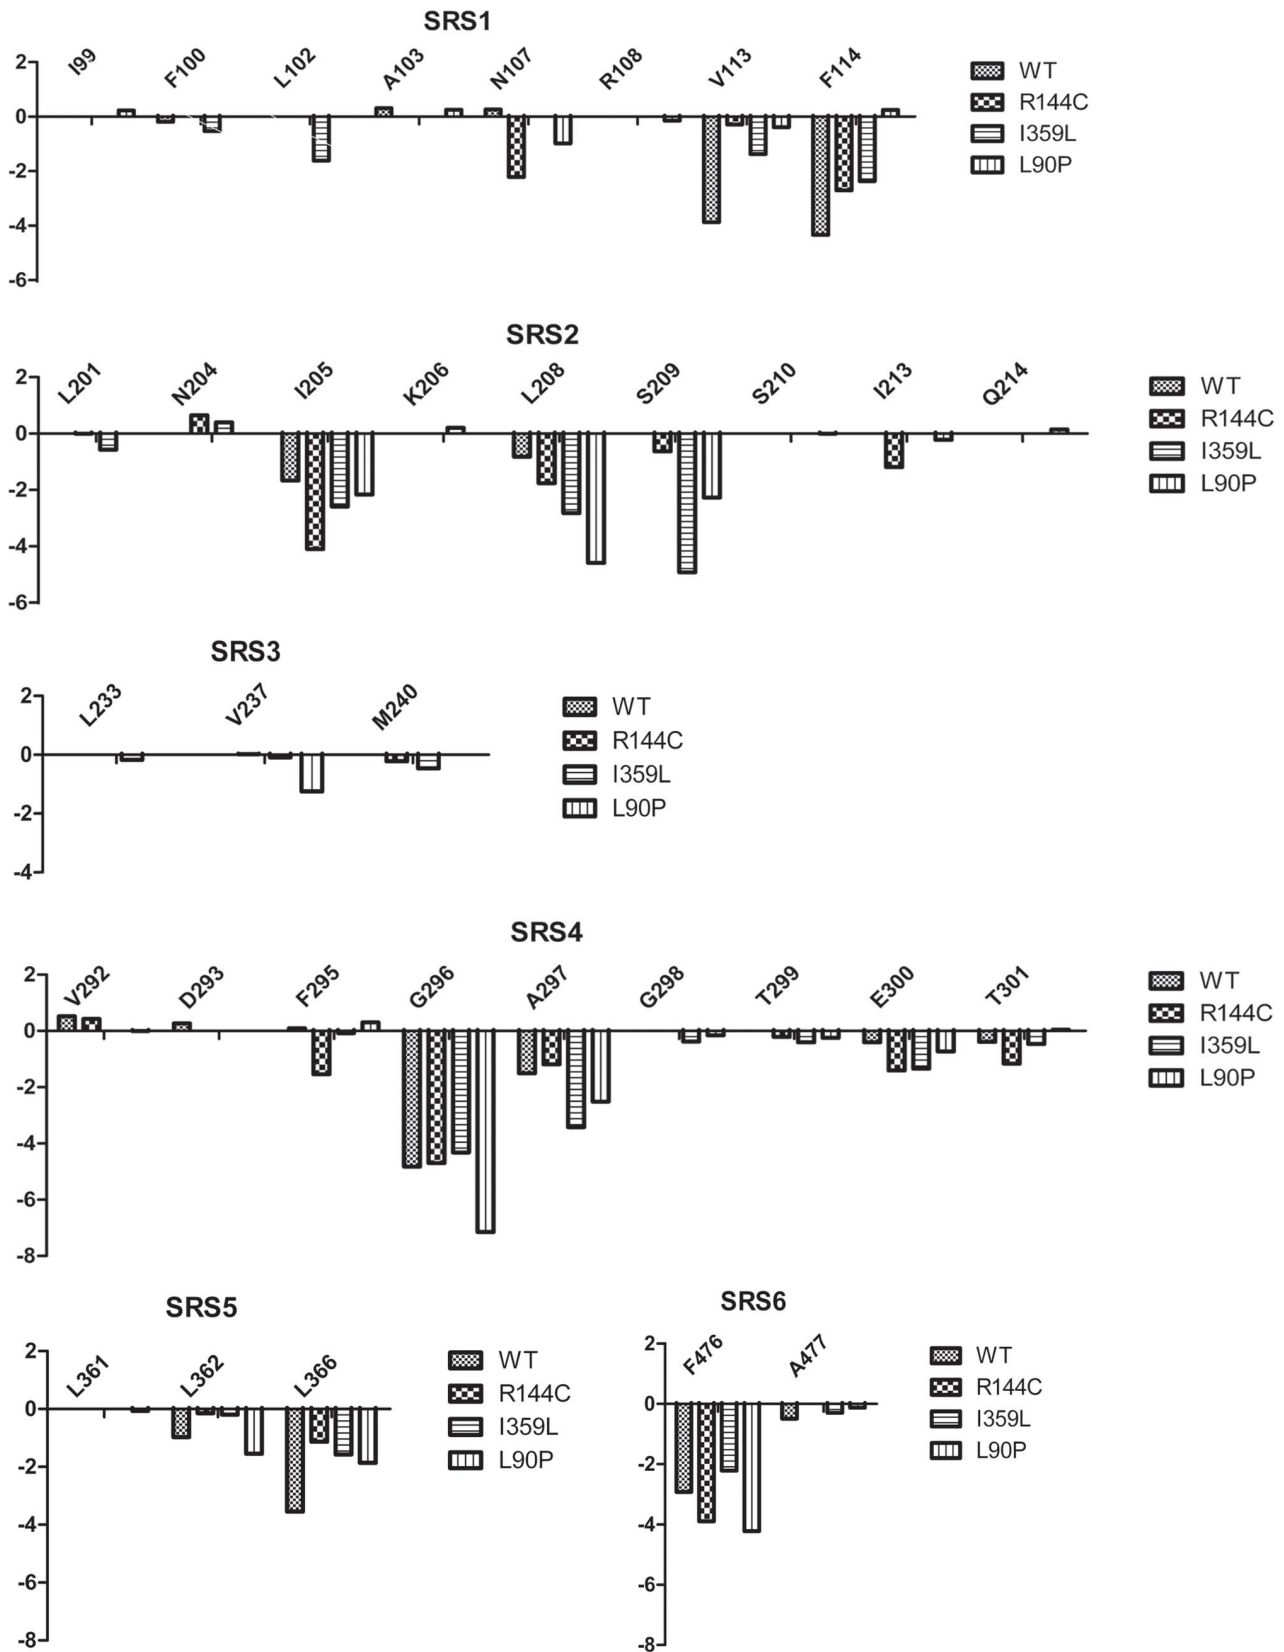 SRS1
I99 F100 L102 A103 N107 R108 V113 F114
2
0
-2
-4
-6
WT
R144C
I359L
L90P
SRS2
L201 N204 I205 K206 L208 S209 S210 I213 Q214
2
0
-2
-4
-6
WT
R144C
I359L
L90P
SRS3
L233 V237 M240
2
0
-2
-4
WT
R144C
I359L
L90P
SRS4
V292 D293 F295 G296 A297 G298 T299 E300 T301
2
0
-2
-4
-6
-8
WT
R144C
I359L
L90P
SRS5
L361 L362 L366
2
0
-2
-4
-6
-8
WT
R144C
I359L
L90P
SRS6
F476 A477
2
0
-2
-4
-6
-8
WT
R144C
I359L
L90P